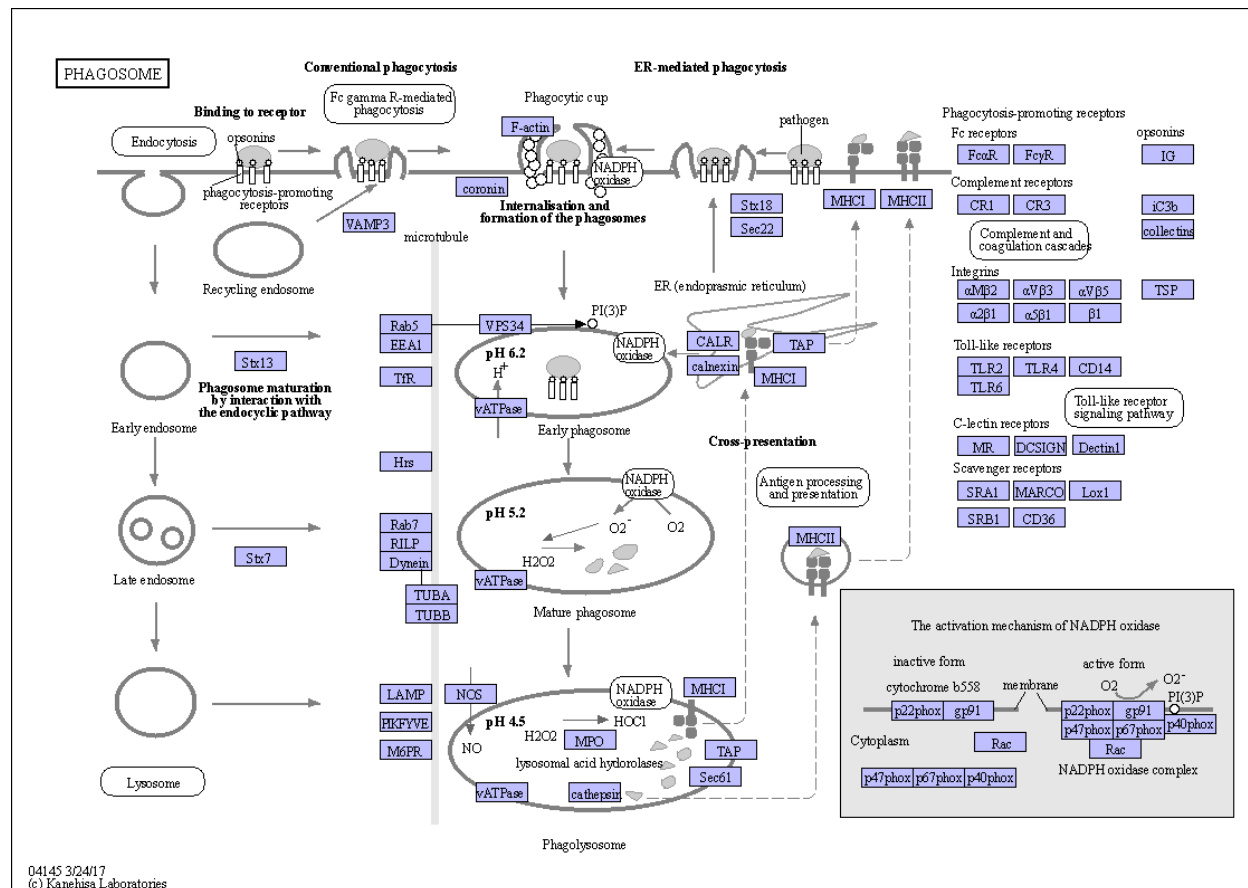 PHAGOSOME
Conventional phagocytosis
ER-mediated phagocytosis
Binding to receptor
Fc gamma R-mediated
phagocytosis
Phagocytic cup
Endocytosis
opsonins
F-actin
pathogen
NADPH
oxidase
phagocytosis-promoting
receptors
coronin
VAMP3
Internalisation and
formation of the phagosomes
Stx18
Sec22
MHCI
MHCII
microtubule
Recycling endosome
ER (endoprasmic reticulum)
Phagocytosis-promoting receptors
Fc receptors
opsonins
FcαR
FcγR
IG
Complement receptors
CR1
CR3
iC3b
collectins
Complement and
coagulation cascades
Integrins
αMβ2
αVβ3
αVβ5
TSP
α2β1
α5β1
β1
Toll-like receptors
TLR2
TLR4
CD14
TLR6
Toll-like receptor
signaling pathway
C-lectin receptors
MR
DCSIGN
Dectin1
Scavenger receptors
SRA1
MARCO
Lox1
SRB1
CD36
Stx13
Phagosome maturation
by interaction with
the endocyclic pathway
Early endosome
Rab5
EEA1
TfR
VPS34
PI(3)P
pH 6.2
H+
NADPH
oxidase
vATPase
Early phagosome
CALR
calnexin
TAP
MHCI
Cross-presentation
Hrs
Antigen processing
and presentation
MHCII
NADPH
oxidase
pH 5.2
O2-
O2
H2O2
vATPase
Mature phagosome
Rab7
RILP
Dynein
TUBA
TUBB
Stx7
Late endosome
LAMP
PIKFYVE
M6PR
NOS
NADPH
oxidase
MHCI
pH 4.5
HOCl
H2O2
NO
MPO
lysosomal acid hydorolases
TAP
Sec61
vATPase
cathepsin
Phagolysosome
Lysosome
The activation mechanism of NADPH oxidase
inactive form
active form
cytochrome b558
membrane
O2
O2-
PI(3)P
p22phox
gp91
p22phox
gp91
p47phox
p67phox
p40phox
Cytoplasm
Rac
Rac
NADPH oxidase complex
p47phox
p67phox
p40phox
04145 3/24/17
(c) Kanehisa Laboratories